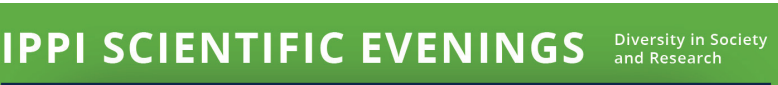 IPPI SCIENTIFIC EVENINGS
Diversity in Society
and Research